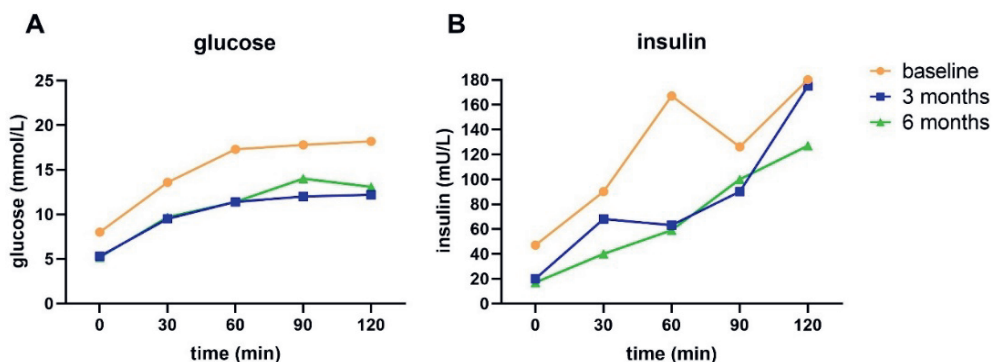 A
glucose
glucose (mmol/L)
25
20
15
10
5
0
0 30 60 90 120
time (min)
B
insulin
insulin (mU/L)
180
160
140
120
100
80
60
40
20
0
0 30 60 90 120
time (min)
baseline
3 months
6 months